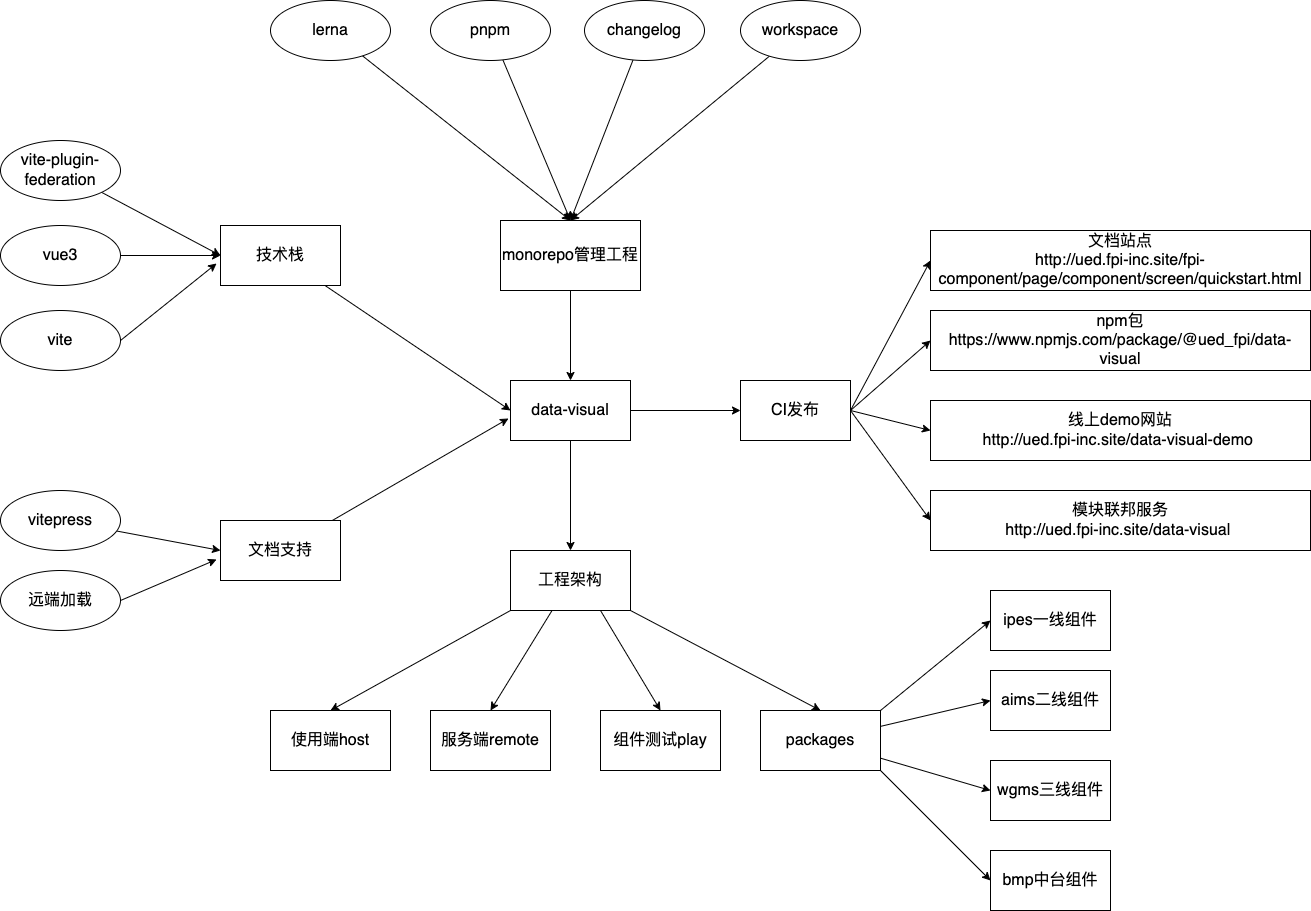 lerna
pnpm
changelog
workspace
vite-plugin-
federation
vue3
vite
技术栈
monorepo管理工程
文档站点
http://ued.fpi-inc.site/fpi-
component/page/component/screen/quickstart.html
npm包
https://www.npmjs.com/package/@ued_fpi/data-
visual
data-visual
CI发布
线上demo网站
http://ued.fpi-inc.site/data-visual-demo
模块联邦服务
http://ued.fpi-inc.site/data-visual
vitepress
远端加载
文档支持
工程架构
使用端host
服务端remote
组件测试play
packages
ipes一线组件
aims二线组件
wgms三线组件
bmp中台组件